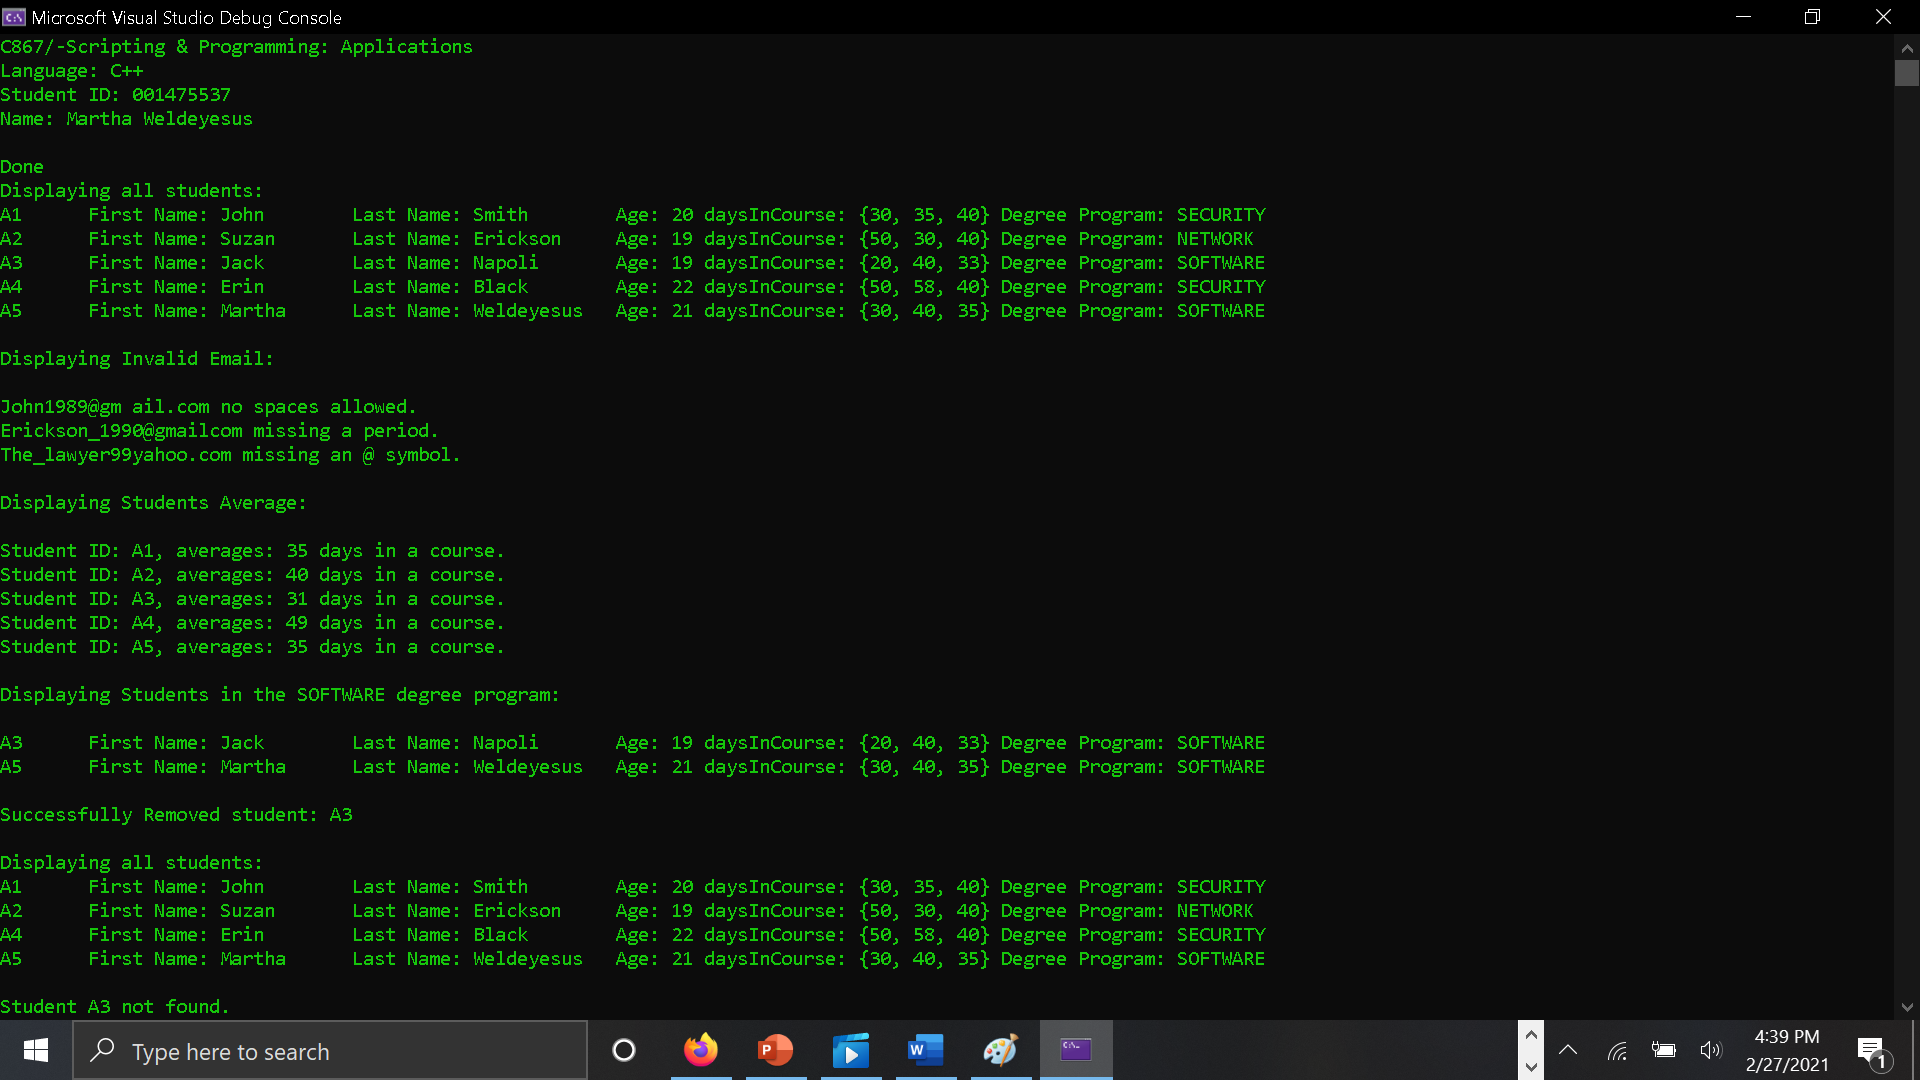 Microsoft Visual Studio Debug Console
C867/-Scripting & Programming: Applications
Language: C++
Student ID: 001475537
Name: Martha Weldeyesus
Done
Displaying all students:
A1 First Name: John Last Name: Smith Age: 20 daysInCourse: {30, 35, 40} Degree Program: SECURITY
A2 First Name: Suzan Last Name: Erickson Age: 19 daysInCourse: {50, 30, 40} Degree Program: NETWORK
A3 First Name: Jack Last Name: Napoli Age: 19 daysInCourse: {20, 40, 33} Degree Program: SOFTWARE
A4 First Name: Erin Last Name: Black Age: 22 daysInCourse: {50, 58, 40} Degree Program: SECURITY
A5 First Name: Martha Last Name: Weldeyesus Age: 21 daysInCourse: {30, 40, 35} Degree Program: SOFTWARE
Displaying Invalid Email:
John1989@gm ail.com no spaces allowed.
Erickson_1990@gmailcom missing a period.
The_lawyer99yahoo.com missing an @ symbol.
Displaying Students Average:
Student ID: A1, averages: 35 days in a course.
Student ID: A2, averages: 40 days in a course.
Student ID: A3, averages: 31 days in a course.
Student ID: A4, averages: 49 days in a course.
Student ID: A5, averages: 35 days in a course.
Displaying Students in the SOFTWARE degree program:
A3 First Name: Jack Last Name: Napoli Age: 19 daysInCourse: {20, 40, 33} Degree Program: SOFTWARE
A5 First Name: Martha Last Name: Weldeyesus Age: 21 daysInCourse: {30, 40, 35} Degree Program: SOFTWARE
Successfully Removed student: A3
Displaying all students:
A1 First Name: John Last Name: Smith Age: 20 daysInCourse: {30, 35, 40} Degree Program: SECURITY
A2 First Name: Suzan Last Name: Erickson Age: 19 daysInCourse: {50, 30, 40} Degree Program: NETWORK
A4 First Name: Erin Last Name: Black Age: 22 daysInCourse: {50, 58, 40} Degree Program: SECURITY
A5 First Name: Martha Last Name: Weldeyesus Age: 21 daysInCourse: {30, 40, 35} Degree Program: SOFTWARE
Student A3 not found.
Type here to search
4:39 PM
2/27/2021
1